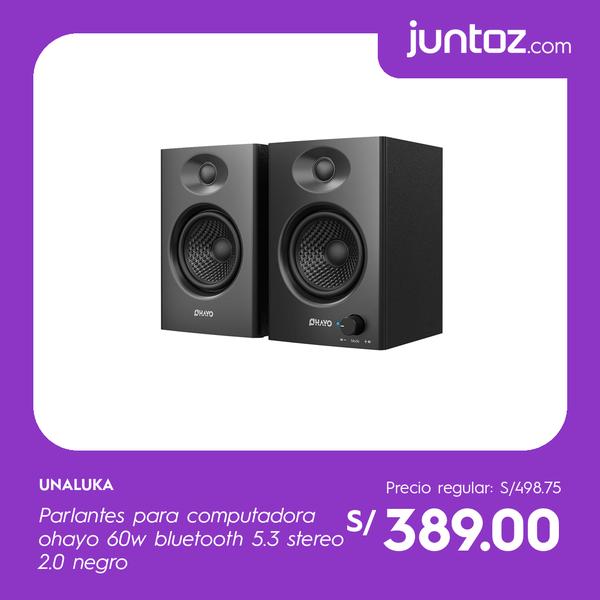 juntoz.com
OHAYO
OHAYO
Mode
UNALUKA
Parlantes para computadora
ohayo 60w bluetooth 5.3 stereo
2.0 negro
Precio regular: S/498.75
S/ 389.00